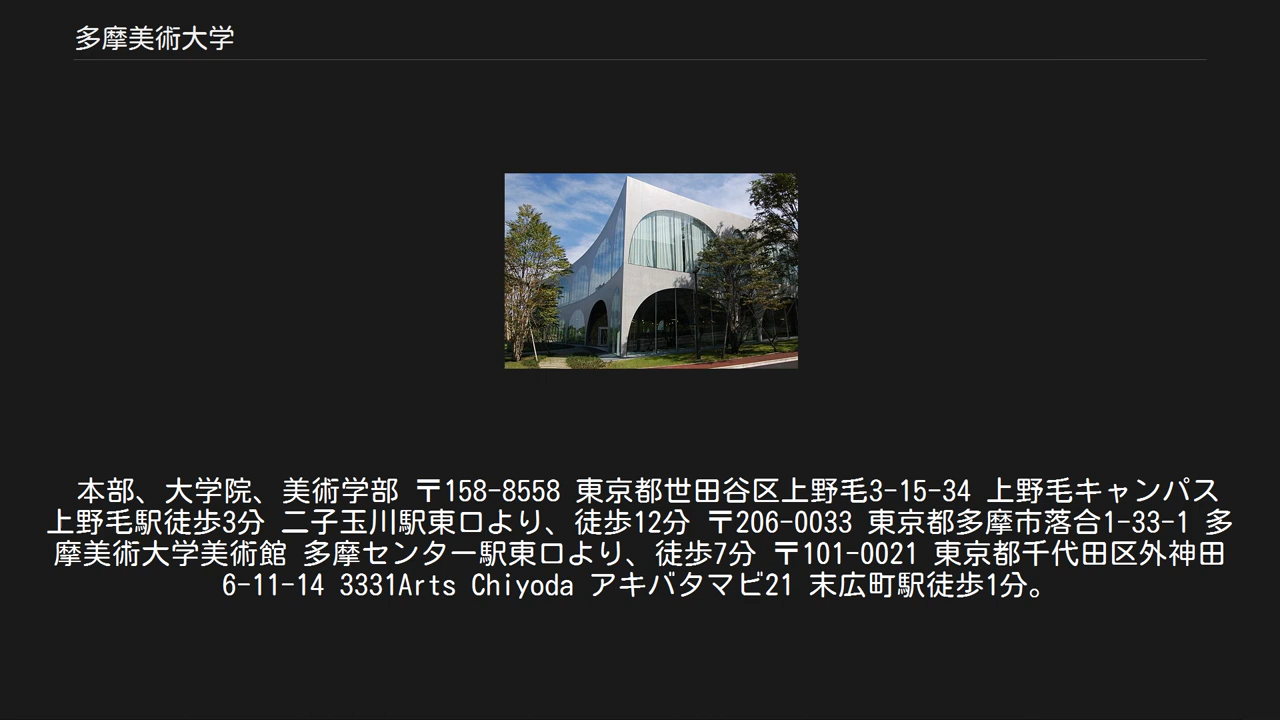 多摩美術大学
本部、大学院、美術学部 〒158-8558 東京都世田谷区上野毛3-15-34 上野毛キャンパス
上野毛駅徒歩3分 二子玉川駅東口より、徒歩12分 〒206-0033 東京都多摩市落合1-33-1 多
摩美術大学美術館 多摩センター駅東口より、徒歩7分 〒101-0021 東京都千代田区外神田
6-11-14 3331Arts Chiyoda アキバタマビ21 末広町駅徒歩1分。